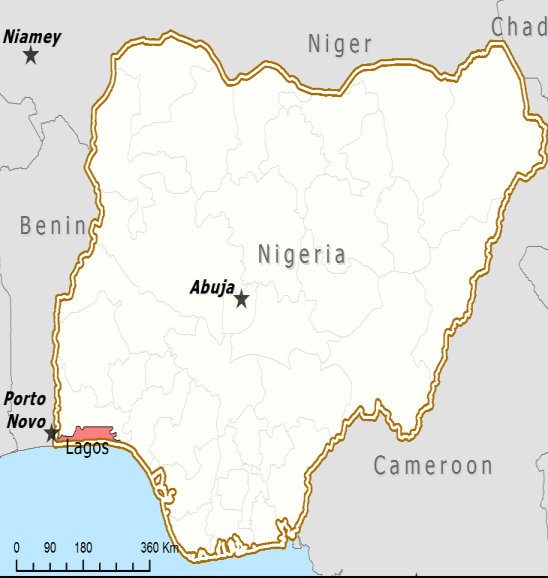 Niamey
Niger
Chad
Benin
Nigeria
Abuja
Porto
Novo
Lagos
Cameroon
0 90 180 360 Km